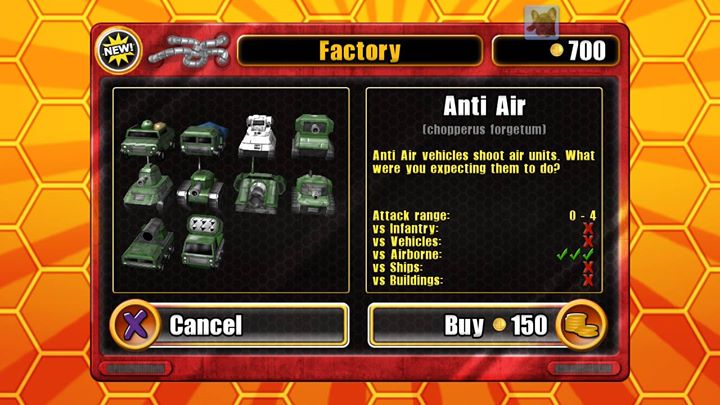 NEW!
Factory
700
Anti Air
(chopperus forgetum)
Anti Air vehicles shoot air units. What
were you expecting them to do?
Attack range: 0 - 4
vs Infantry: X
vs Vehicles: X
vs Airborne: ✓✓✓
vs Ships: X
vs Buildings: X
Cancel
Buy 150